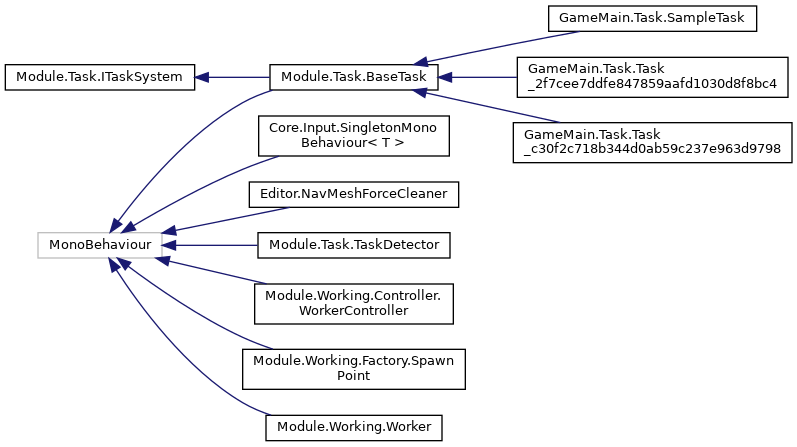 GameMain.Task.SampleTask
Module.Task.ITaskSystem
Module.Task.BaseTask
GameMain.Task.Task
_2f7cee7ddfe847859aafd1030d8f8bc4
GameMain.Task.Task
_c30f2c718b344d0ab59c237e963d9798
Core.Input.SingletonMono
Behaviour< T >
Editor.NavMeshForceCleaner
MonoBehaviour
Module.Task.TaskDetector
Module.Working.Controller.
WorkerController
Module.Working.Factory.Spawn
Point
Module.Working.Worker